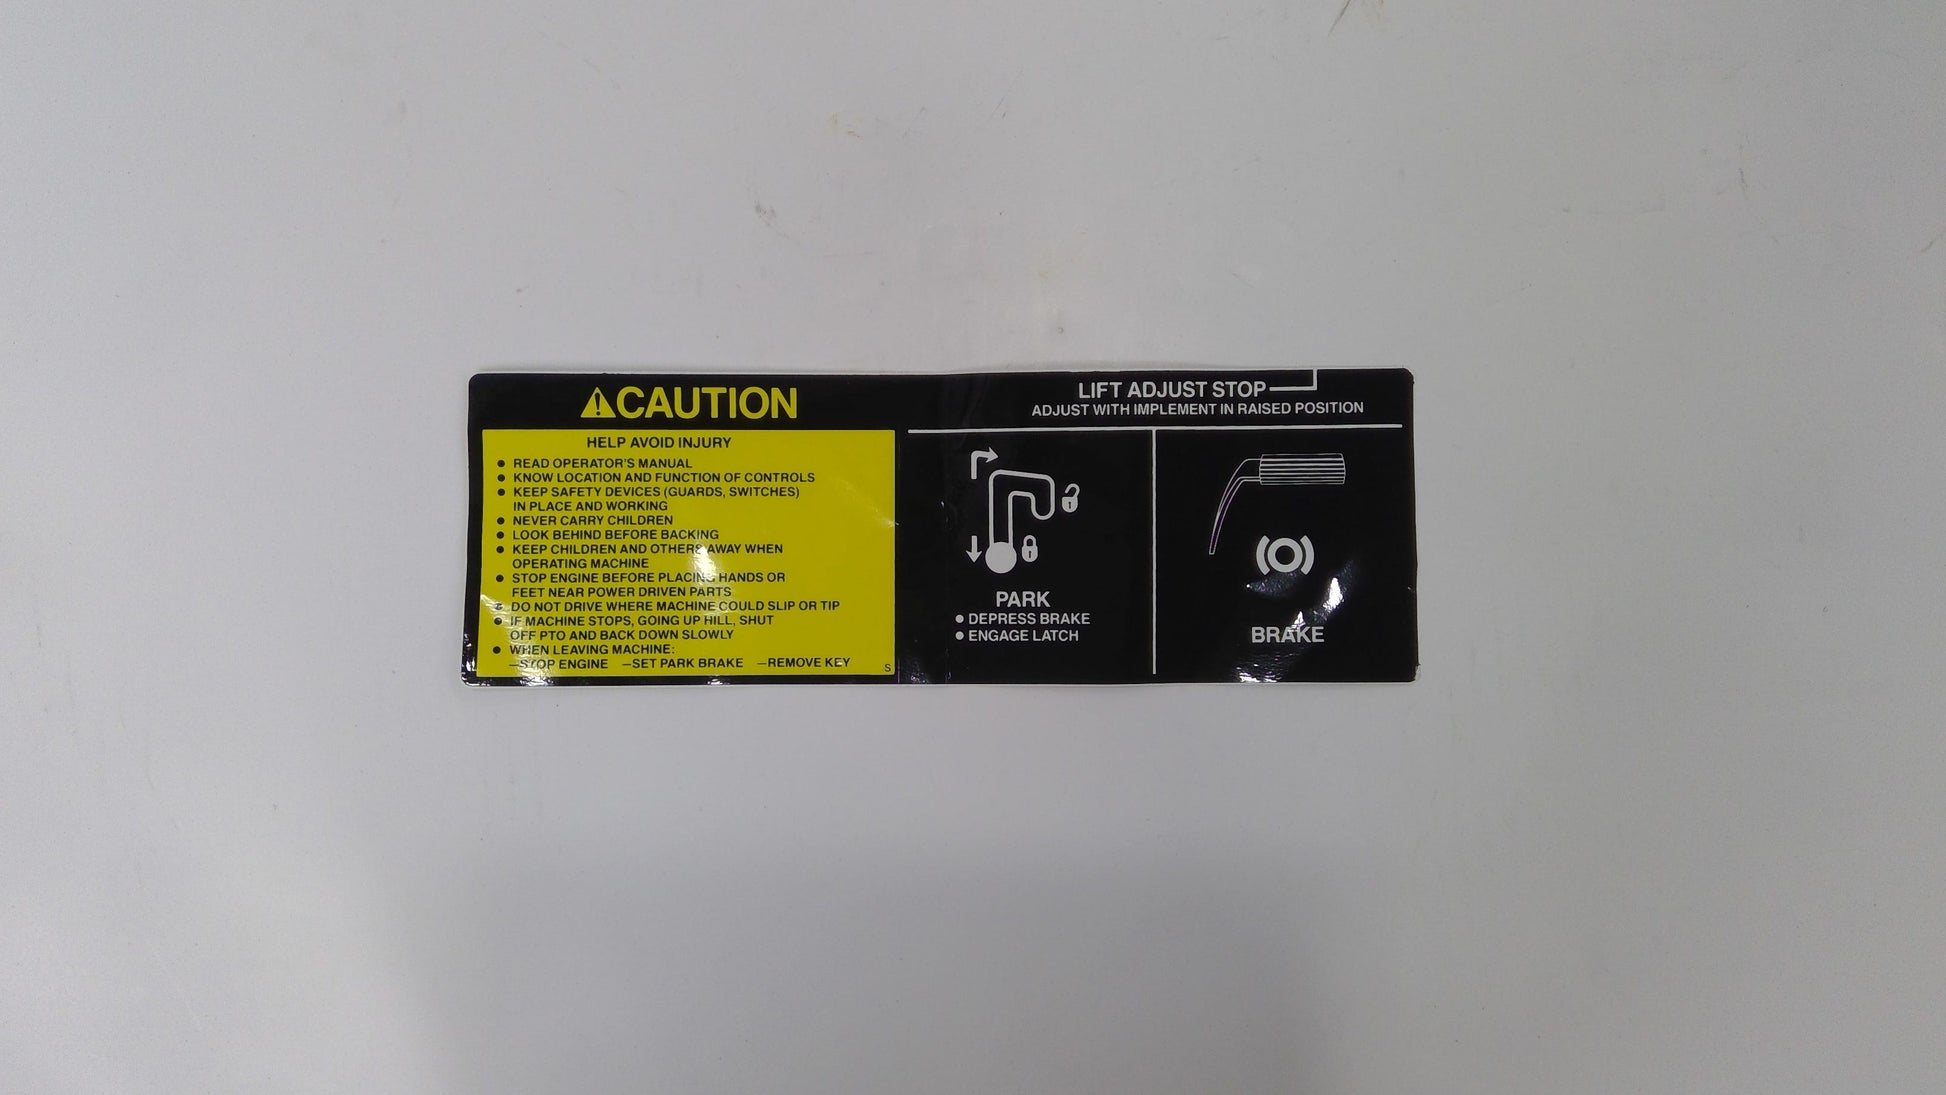 ⚠CAUTION
HELP AVOID INJURY
● READ OPERATOR'S MANUAL
● KNOW LOCATION AND FUNCTION OF CONTROLS
● KEEP SAFETY DEVICES (GUARDS, SWITCHES)
IN PLACE AND WORKING
● NEVER CARRY CHILDREN
● LOOK BEHIND BEFORE BACKING
● KEEP CHILDREN AND OTHERS AWAY WHEN
OPERATING MACHINE
● STOP ENGINE BEFORE PLACING HANDS OR
FEET NEAR POWER DRIVEN PARTS
● DO NOT DRIVE WHERE MACHINE COULD SLIP OR TIP
● IF MACHINE STOPS, GOING UP HILL, SHUT
OFF PTO AND BACK DOWN SLOWLY
● WHEN LEAVING MACHINE:
—STOP ENGINE —SET PARK BRAKE —REMOVE KEY
S
LIFT ADJUST STOP
ADJUST WITH IMPLEMENT IN RAISED POSITION
PARK
● DEPRESS BRAKE
● ENGAGE LATCH
BRAKE